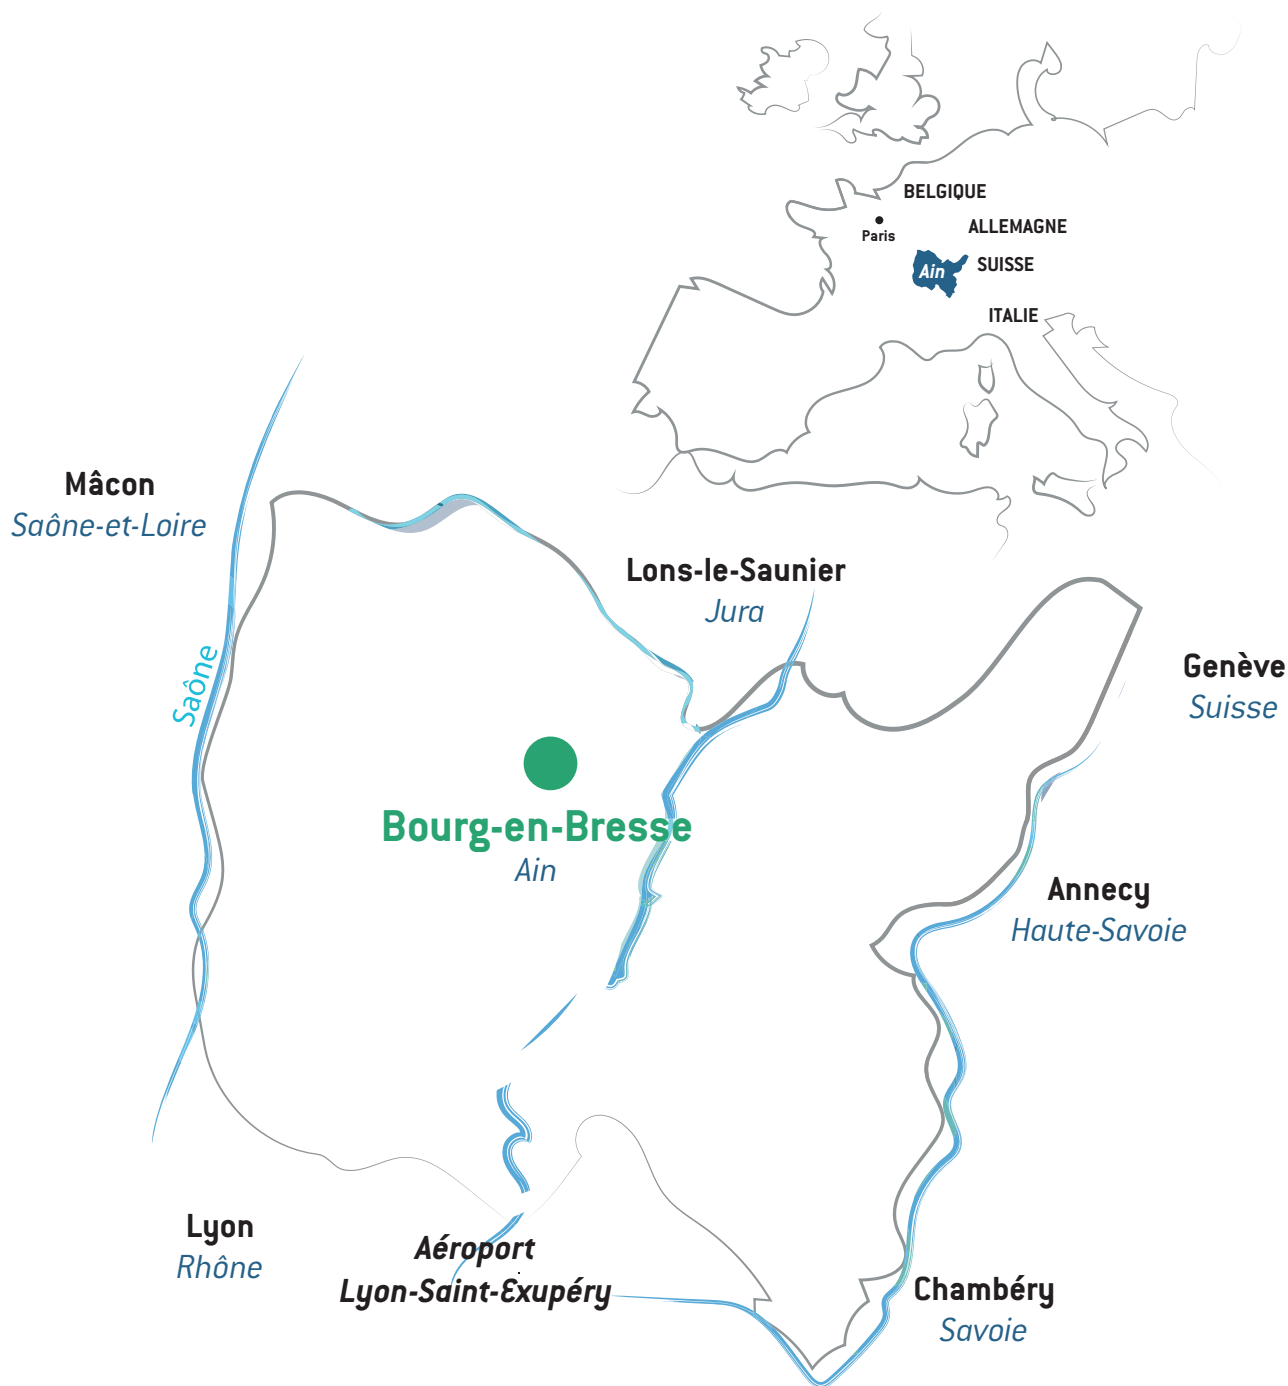 BELGIQUE
Paris
ALLEMAGNE
Ain
SUISSE
ITALIE
Mâcon
Saône-et-Loire
Lons-le-Saunier
Jura
Saône
Genève
Suisse
Bourg-en-Bresse
Ain
Annecy
Haute-Savoie
Lyon
Rhône
Aéroport
Lyon-Saint-Exupéry
Chambéry
Savoie